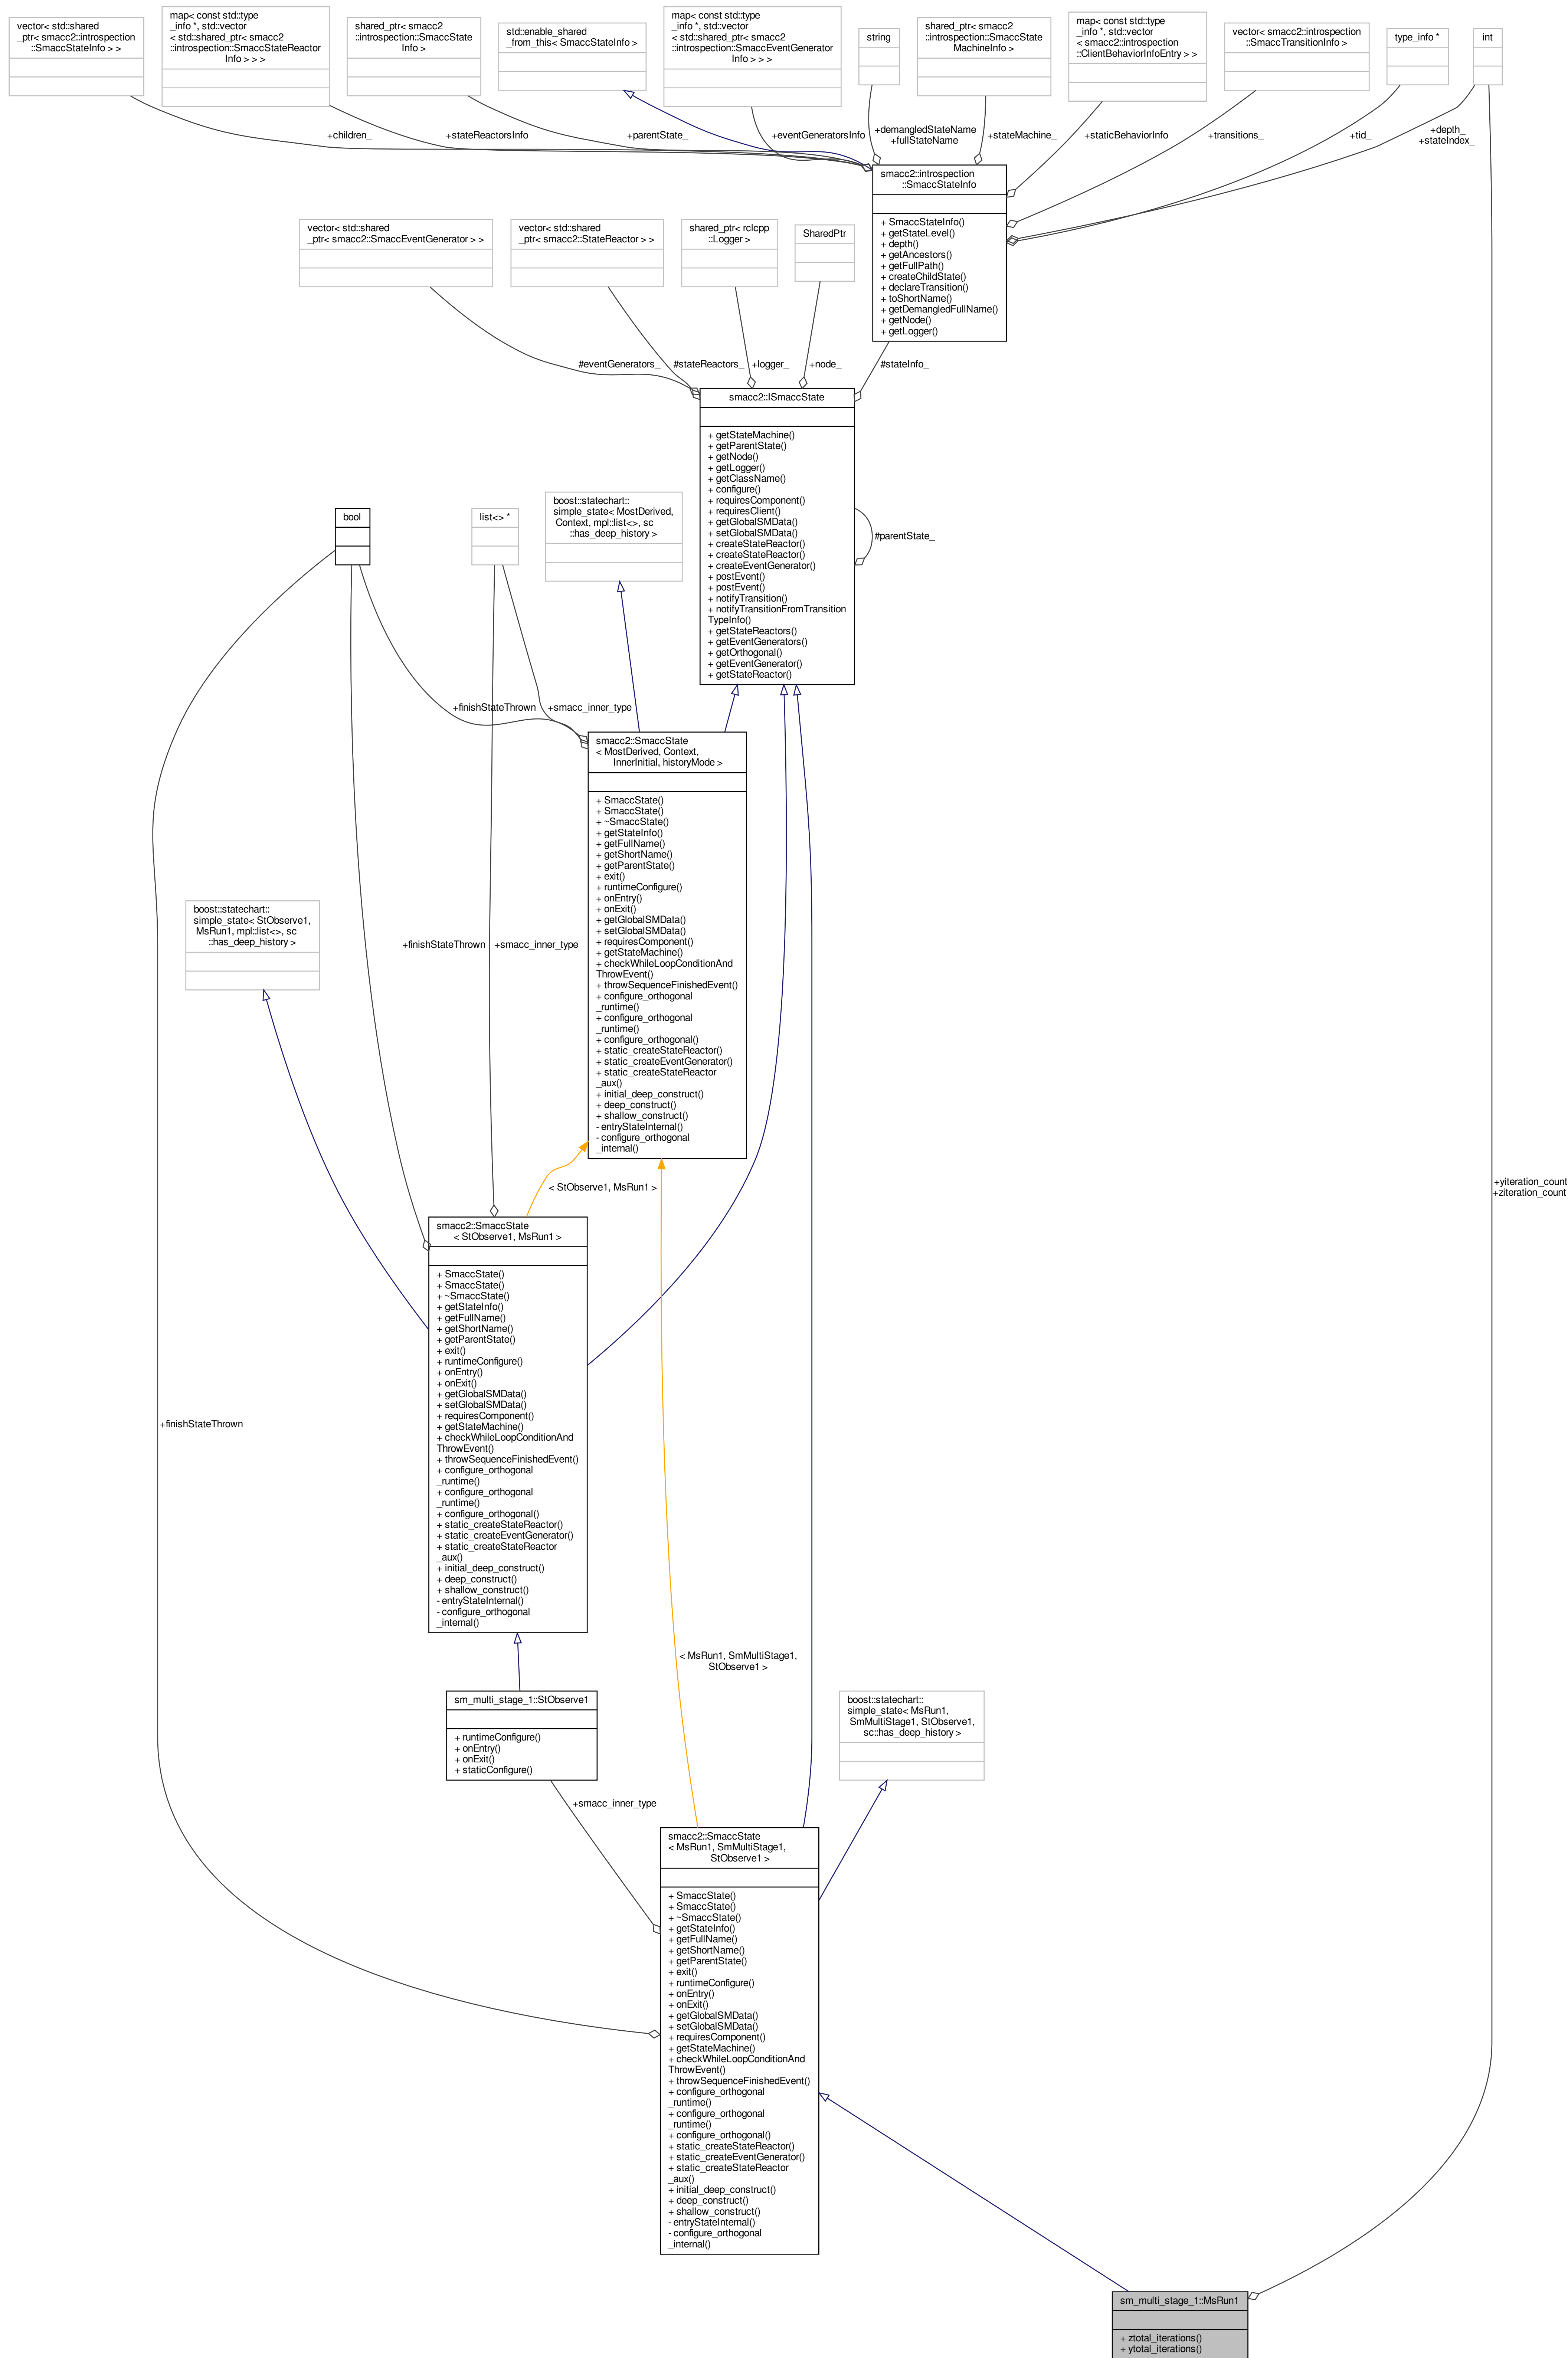 vector< std::shared
_ptr< smacc2::introspection
::SmaccStateInfo > >
map< const std::type
_info *, std::vector
< std::shared_ptr< smacc2
::introspection::SmaccStateReactor
Info > > >
shared_ptr< smacc2
::introspection::SmaccState
Info >
std::enable_shared
_from_this< SmaccStateInfo >
map< const std::type
_info *, std::vector
< std::shared_ptr< smacc2
::introspection::SmaccEventGenerator
Info > > >
string
shared_ptr< smacc2
::introspection::SmaccState
MachineInfo >
map< const std::type
_info *, std::vector
< smacc2::introspection
::ClientBehaviorInfoEntry > >
vector< smacc2::introspection
::SmaccTransitionInfo >
type_info *
int
+children_
+stateReactorsInfo
+parentState_
+eventGeneratorsInfo
+demangledStateName
+fullStateName
+stateMachine_
+staticBehaviorInfo
+transitions_
+tid_
+depth_
+stateIndex_
smacc2::introspection
::SmaccStateInfo
+ SmaccStateInfo()
+ getStateLevel()
+ depth()
+ getAncestors()
+ getFullPath()
+ createChildState()
+ declareTransition()
+ toShortName()
+ getDemangledFullName()
+ getNode()
+ getLogger()
vector< std::shared
_ptr< smacc2::SmaccEventGenerator > >
vector< std::shared
_ptr< smacc2::StateReactor > >
shared_ptr< rclcpp
::Logger >
SharedPtr
#eventGenerators_
#stateReactors_
+logger_
+node_
#stateInfo_
smacc2::ISmaccState
+ getStateMachine()
+ getParentState()
+ getNode()
+ getLogger()
+ getClassName()
+ configure()
+ requiresComponent()
+ requiresClient()
+ getGlobalSMData()
+ setGlobalSMData()
+ createStateReactor()
+ createStateReactor()
+ createEventGenerator()
+ postEvent()
+ postEvent()
+ notifyTransition()
+ notifyTransitionFromTransition
TypeInfo()
+ getStateReactors()
+ getEventGenerators()
+ getOrthogonal()
+ getEventGenerator()
+ getStateReactor()
#parentState_
bool
list<> *
boost::statechart::
simple_state< MostDerived,
Context, mpl::list<>, sc
::has_deep_history >
+finishStateThrown
+smacc_inner_type
smacc2::SmaccState
< MostDerived, Context,
InnerInitial, historyMode >
+ SmaccState()
+ SmaccState()
+ ~SmaccState()
+ getStateInfo()
+ getFullName()
+ getShortName()
+ getParentState()
+ exit()
+ runtimeConfigure()
+ onEntry()
+ onExit()
+ getGlobalSMData()
+ setGlobalSMData()
+ requiresComponent()
+ getStateMachine()
+ checkWhileLoopConditionAnd
ThrowEvent()
+ throwSequenceFinishedEvent()
+ configure_orthogonal
_runtime()
+ configure_orthogonal
_runtime()
+ configure_orthogonal()
+ static_createStateReactor()
+ static_createEventGenerator()
+ static_createStateReactor
_aux()
+ initial_deep_construct()
+ deep_construct()
+ shallow_construct()
- entryStateInternal()
- configure_orthogonal
_internal()
boost::statechart::
simple_state< StObserve1,
MsRun1, mpl::list<>, sc
::has_deep_history >
+finishStateThrown
+smacc_inner_type
< StObserve1, MsRun1 >
+yiteration_count
+ziteration_count
smacc2::SmaccState
< StObserve1, MsRun1 >
+ SmaccState()
+ SmaccState()
+ ~SmaccState()
+ getStateInfo()
+ getFullName()
+ getShortName()
+ getParentState()
+ exit()
+ runtimeConfigure()
+ onEntry()
+ onExit()
+ getGlobalSMData()
+ setGlobalSMData()
+ requiresComponent()
+ getStateMachine()
+ checkWhileLoopConditionAnd
ThrowEvent()
+ throwSequenceFinishedEvent()
+ configure_orthogonal
_runtime()
+ configure_orthogonal
_runtime()
+ configure_orthogonal()
+ static_createStateReactor()
+ static_createEventGenerator()
+ static_createStateReactor
_aux()
+ initial_deep_construct()
+ deep_construct()
+ shallow_construct()
- entryStateInternal()
- configure_orthogonal
_internal()
+finishStateThrown
< MsRun1, SmMultiStage1,
StObserve1 >
sm_multi_stage_1::StObserve1
+ runtimeConfigure()
+ onEntry()
+ onExit()
+ staticConfigure()
boost::statechart::
simple_state< MsRun1,
SmMultiStage1, StObserve1,
sc::has_deep_history >
+smacc_inner_type
smacc2::SmaccState
< MsRun1, SmMultiStage1,
StObserve1 >
+ SmaccState()
+ SmaccState()
+ ~SmaccState()
+ getStateInfo()
+ getFullName()
+ getShortName()
+ getParentState()
+ exit()
+ runtimeConfigure()
+ onEntry()
+ onExit()
+ getGlobalSMData()
+ setGlobalSMData()
+ requiresComponent()
+ getStateMachine()
+ checkWhileLoopConditionAnd
ThrowEvent()
+ throwSequenceFinishedEvent()
+ configure_orthogonal
_runtime()
+ configure_orthogonal
_runtime()
+ configure_orthogonal()
+ static_createStateReactor()
+ static_createEventGenerator()
+ static_createStateReactor
_aux()
+ initial_deep_construct()
+ deep_construct()
+ shallow_construct()
- entryStateInternal()
- configure_orthogonal
_internal()
sm_multi_stage_1::MsRun1
+ ztotal_iterations()
+ ytotal_iterations()